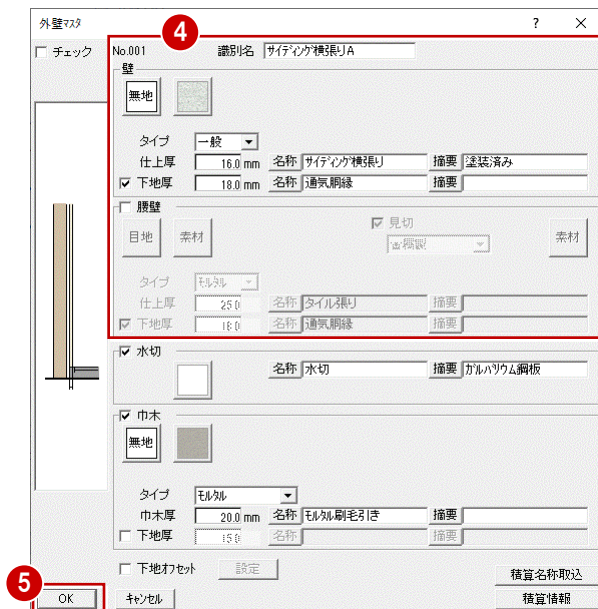 外壁ﾏｽﾀ ? ×
4
チェック No.001 識別名 ｻｲﾃﾞｨﾝｸﾞ横張りA
壁
無地
タイプ 一般
仕上厚 16.0 mm 名称 ｻｲﾃﾞｨﾝｸﾞ横張り 摘要 塗装済み
下地厚 18.0 mm 名称 通気胴縁 摘要
腰壁
目地 素材 見切 素材
タイプ ﾓﾙﾀﾙ
仕上厚 25.0 名称 タイル張り 摘要
下地厚 18.0 名称 通気胴縁 摘要
水切
名称 水切 摘要 ｶﾞﾙﾊﾞﾘｳﾑ鋼板
巾木
無地
タイプ ﾓﾙﾀﾙ
巾木厚 20.0 mm 名称 ﾓﾙﾀﾙ刷毛引き 摘要
下地厚 15.0 名称 摘要
下地ｵﾌｾｯﾄ 設定 積算名称取込
5
OK ｷｬﾝｾﾙ 積算情報